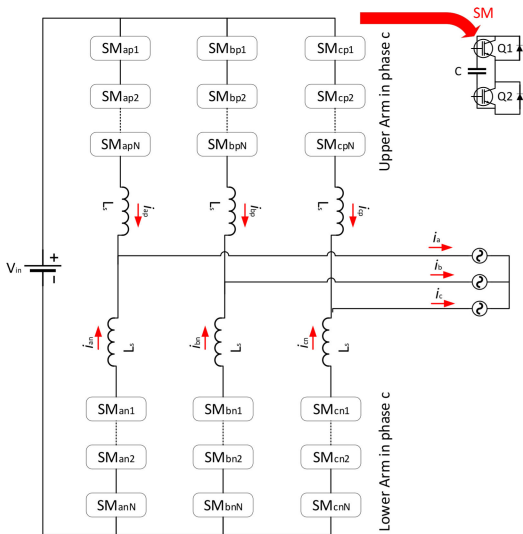 SM
SMap1 SMbp1 SMcp1
Q1
C
SMap2 SMbp2 SMcp2
Q2
SMapN SMbpN SMcpN
Upper Arm in phase c
Ls iap Ls ibp Ls icp
ia
Vin + −
ib
ic
ian Ls ibn Ls icn Ls
SMan1 SMbn1 SMcn1
SMan2 SMbn2 SMcn2
SManN SMbnN SMcnN
Lower Arm in phase c